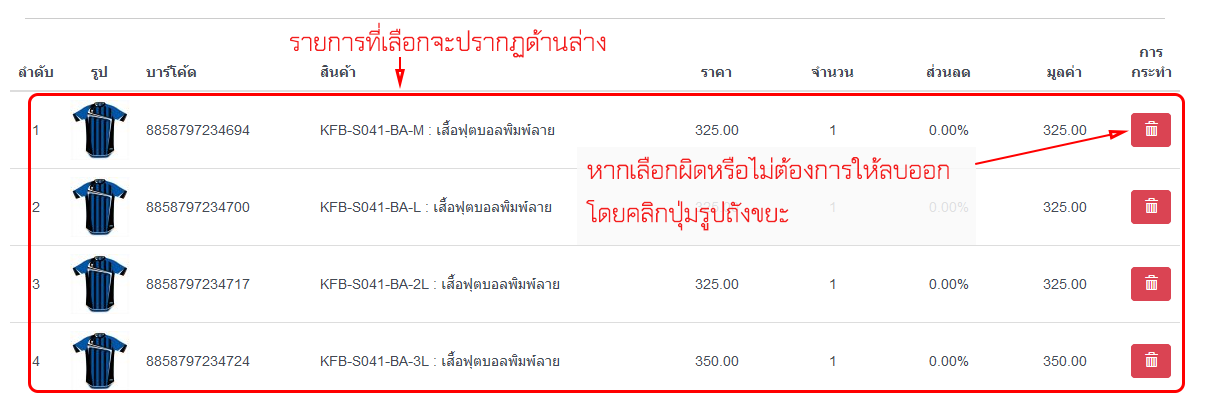 รายการที่เลือกจะปรากฏด้านล่าง
ลำดับ รูป บาร์โค้ด สินค้า ราคา จำนวน ส่วนลด มูลค่า การกระทำ
1 8858797234694 KFB-S041-BA-M : เสื้อฟุตบอลพิมพ์ลาย 325.00 1 0.00% 325.00
หากเลือกผิดหรือไม่ต้องการให้ลบออก
โดยคลิกปุ่มรูปถังขยะ
2 8858797234700 KFB-S041-BA-L : เสื้อฟุตบอลพิมพ์ลาย 1 0.00% 325.00
3 8858797234717 KFB-S041-BA-2L : เสื้อฟุตบอลพิมพ์ลาย 325.00 1 0.00% 325.00
4 8858797234724 KFB-S041-BA-3L : เสื้อฟุตบอลพิมพ์ลาย 350.00 1 0.00% 350.00